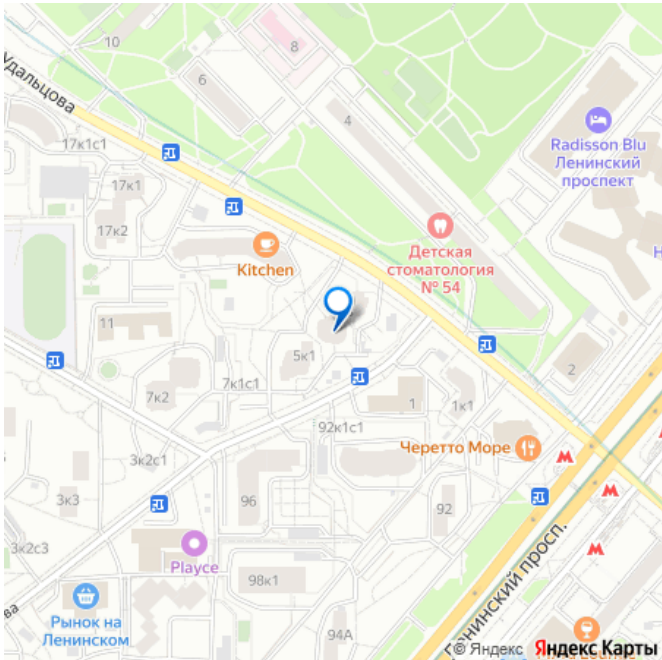 10
8
6
4
Удальцова
17к1с1
17к1
17к2
Radisson Blu
Ленинский
проспект
Kitchen
Детская
стоматология
№ 54
11
5к1
2
7к2
7к1с1
1
1к1
92к1с1
Черетто Море
3к2с1
3к3
96
92
3к2с3
Playce
98к1
Рынок на
Ленинском
94А
Ленинский просп.
© Яндекс Яндекс Карты